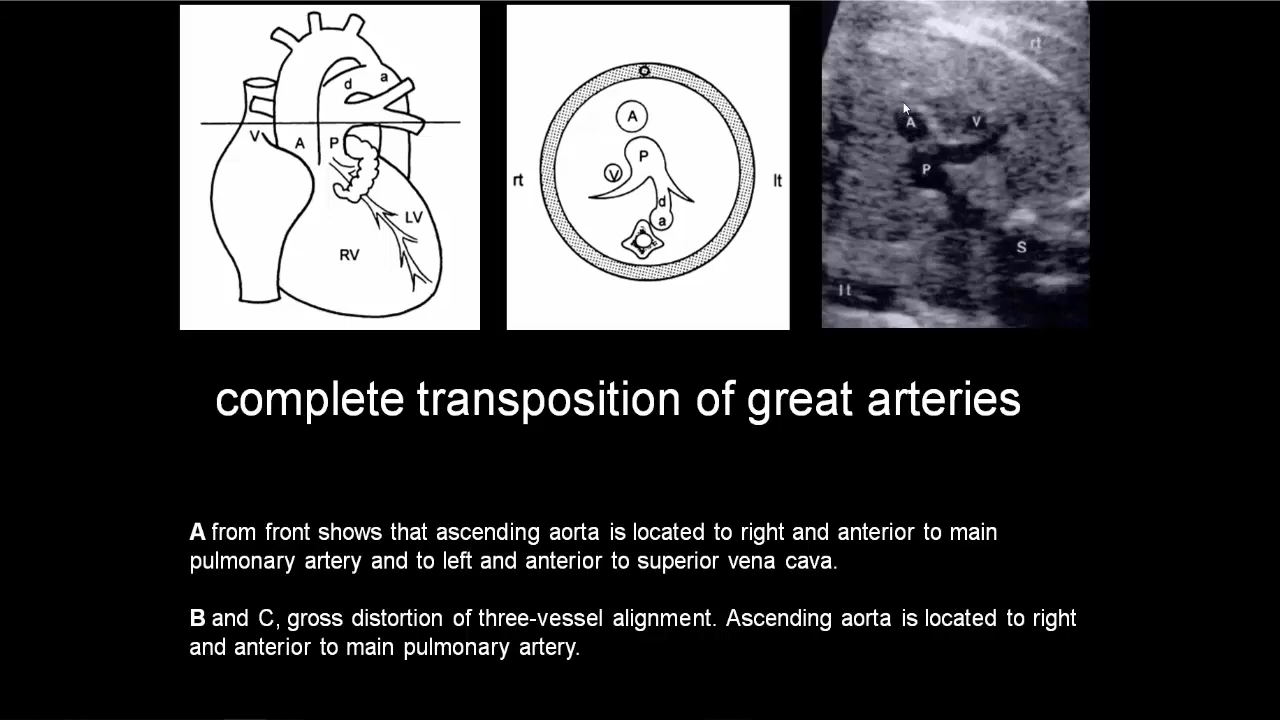 d
a
V
A
P
LV
RV
A
P
V
d
a
rt
lt
rt
A
V
P
S
lt
complete transposition of great arteries
A from front shows that ascending aorta is located to right and anterior to main
pulmonary artery and to left and anterior to superior vena cava.
B and C, gross distortion of three-vessel alignment. Ascending aorta is located to right
and anterior to main pulmonary artery.